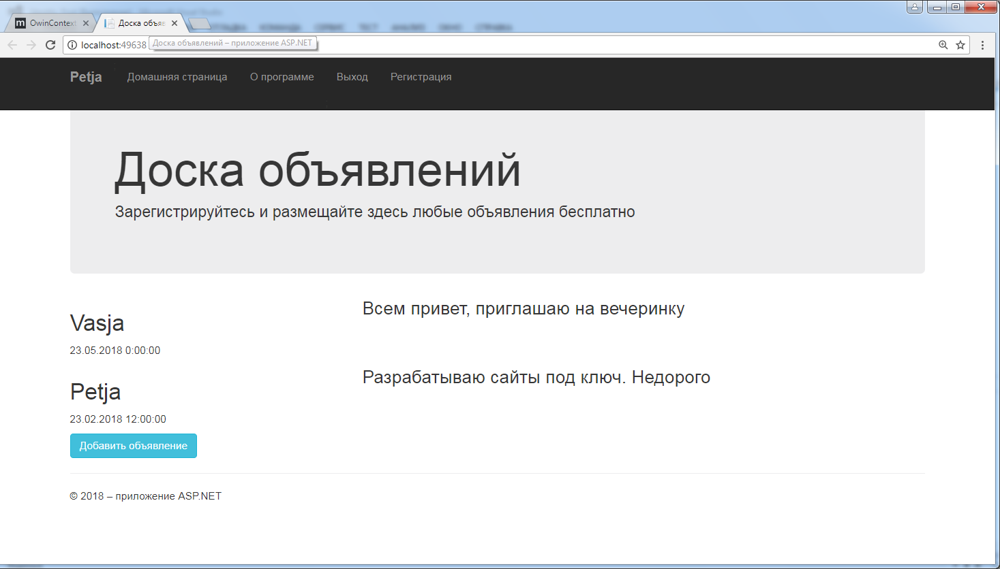 OwinContext
Доска объяв
localhost:49638
Доска объявлений – приложение ASP.NET
Petja Домашняя страница О программе Выход Регистрация
Доска объявлений
Зарегистрируйтесь и размещайте здесь любые объявления бесплатно
Vasja
23.05.2018 0:00:00
Всем привет, приглашаю на вечеринку
Petja
23.02.2018 12:00:00
Разрабатываю сайты под ключ. Недорого
Добавить объявление
© 2018 – приложение ASP.NET